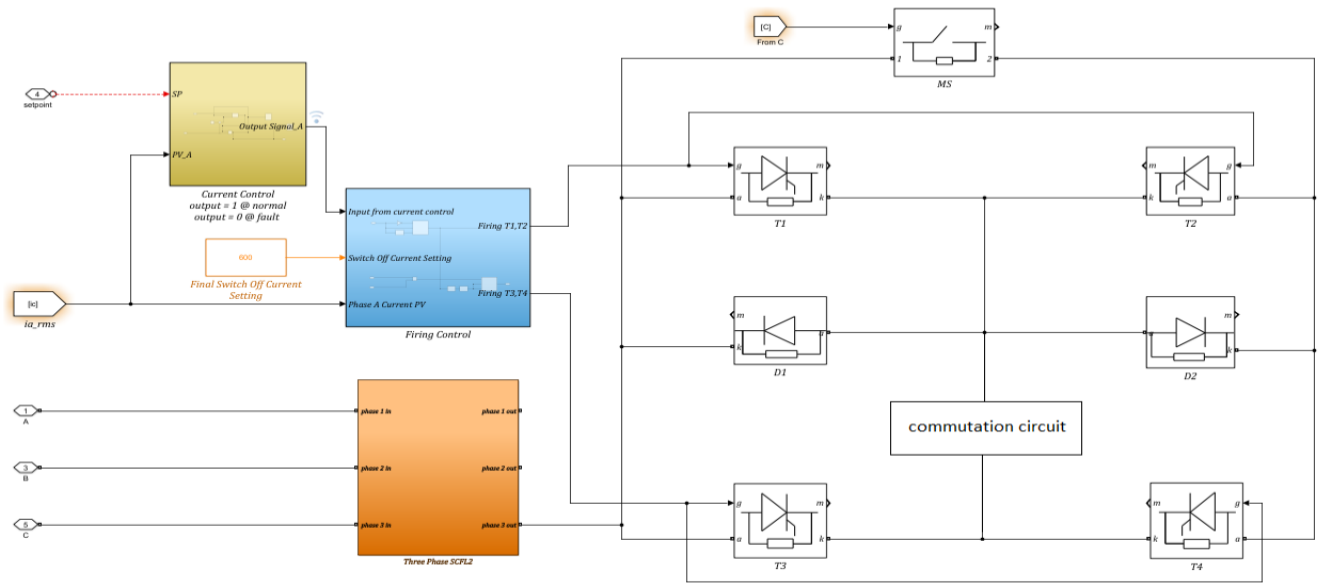 [C]
From C
g
m
1
2
MS
4
setpoint
SP
Output Signal_A
PV_A
Current Control
output = 1 @ normal
output = 0 @ fault
g
m
a
k
T1
m
g
k
a
T2
Input from current control
Firing T1,T2
600
Switch Off Current Setting
Final Switch Off Current
Setting
Firing T3,T4
[ic]
ia_rms
Phase A Current PV
Firing Control
m
a
k
D1
m
a
k
D2
1
A
phase 1 in
phase 1 out
commutation circuit
3
B
phase 2 in
phase 2 out
5
C
phase 3 in
phase 3 out
Three Phase SCFL2
g
m
a
k
T3
m
g
k
a
T4